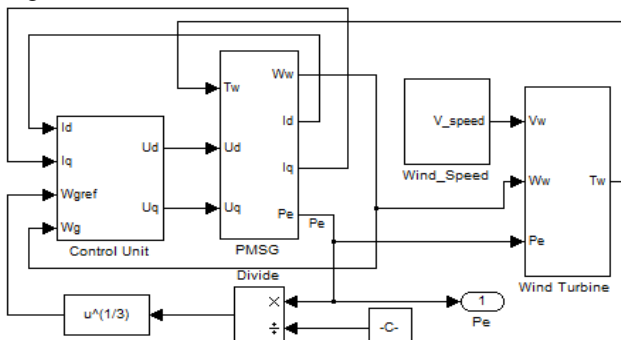 Id
Iq
Wgref
Wg
Ud
Uq
Control Unit
Tw
Ud
Uq
Ww
Id
Iq
Pe
PMSG
Pe
V_speed
Wind_Speed
Vw
Ww
Pe
Tw
Wind Turbine
Divide
×
÷
u^(1/3)
-C-
1
Pe